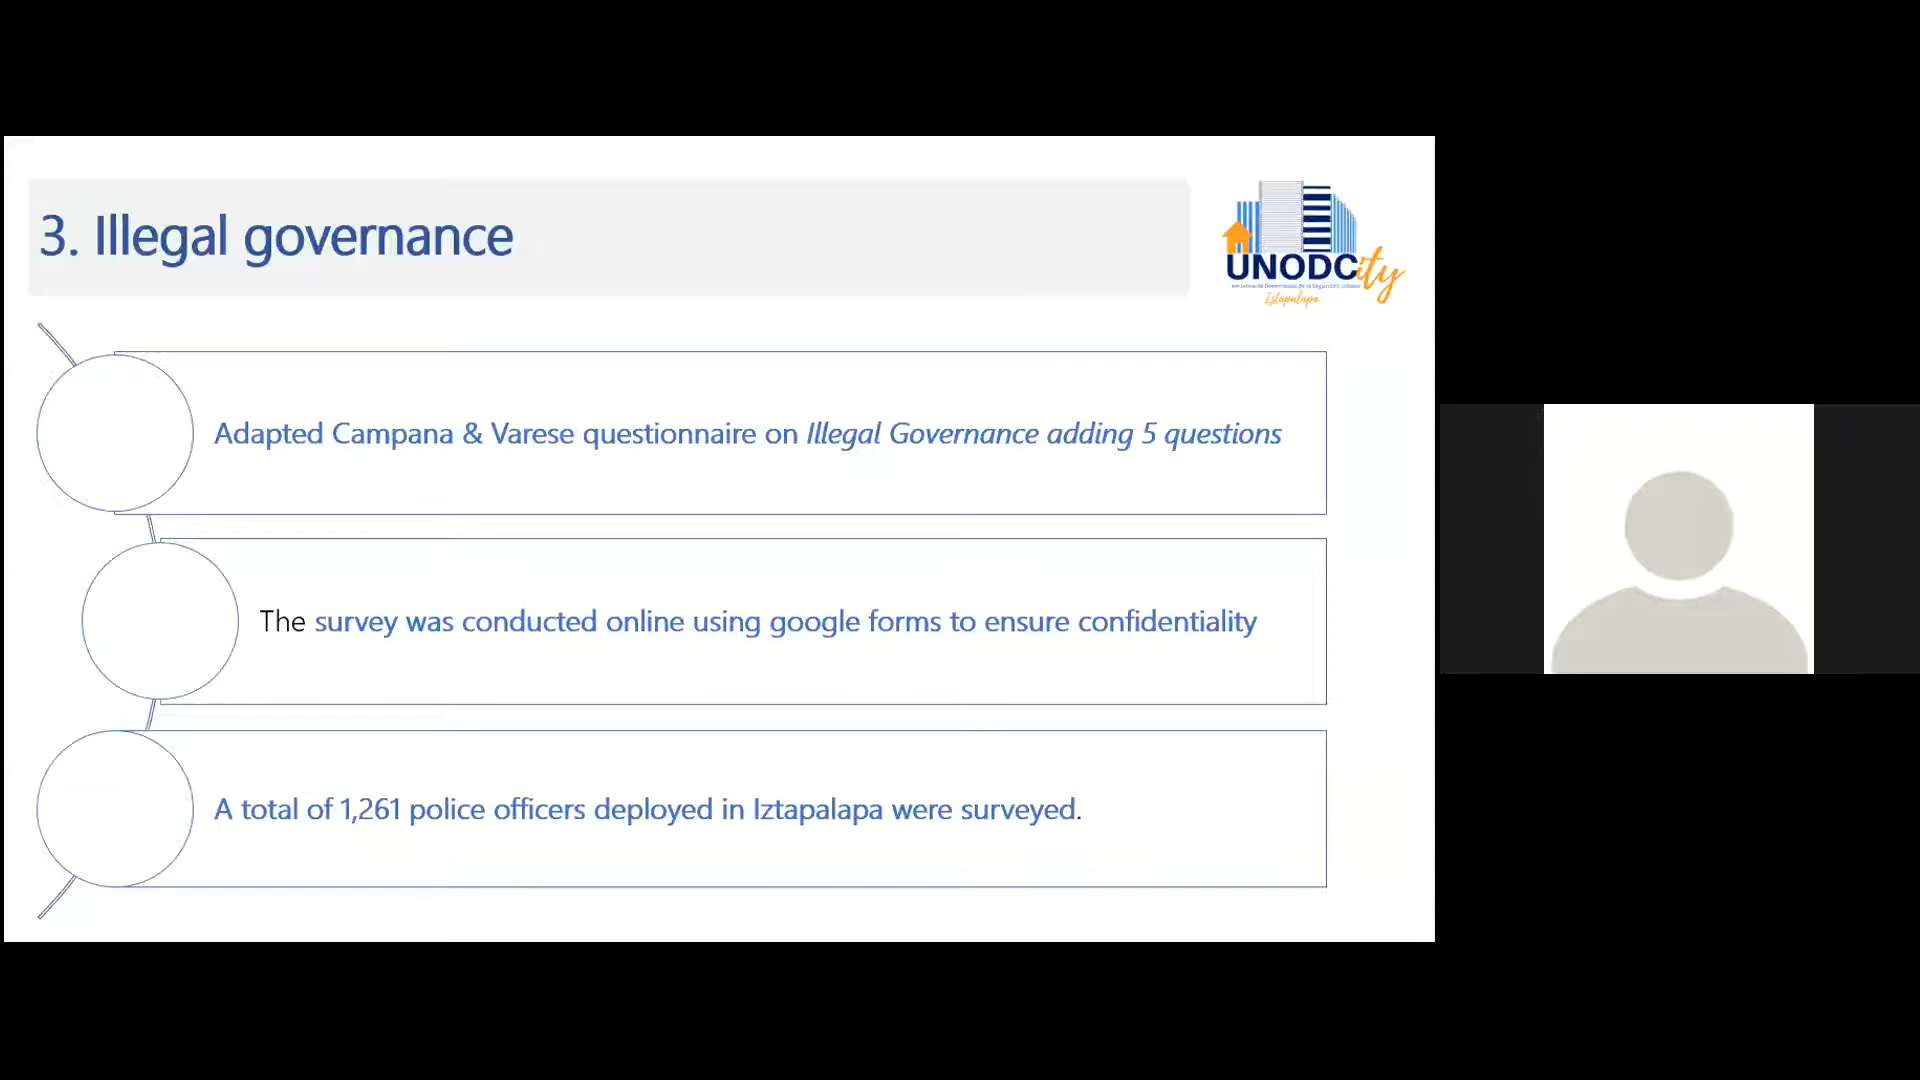 3. Illegal governance
UNODCity
Iztapalapa
Adapted Campana & Varese questionnaire on Illegal Governance adding 5 questions
The survey was conducted online using google forms to ensure confidentiality
A total of 1,261 police officers deployed in Iztapalapa were surveyed.